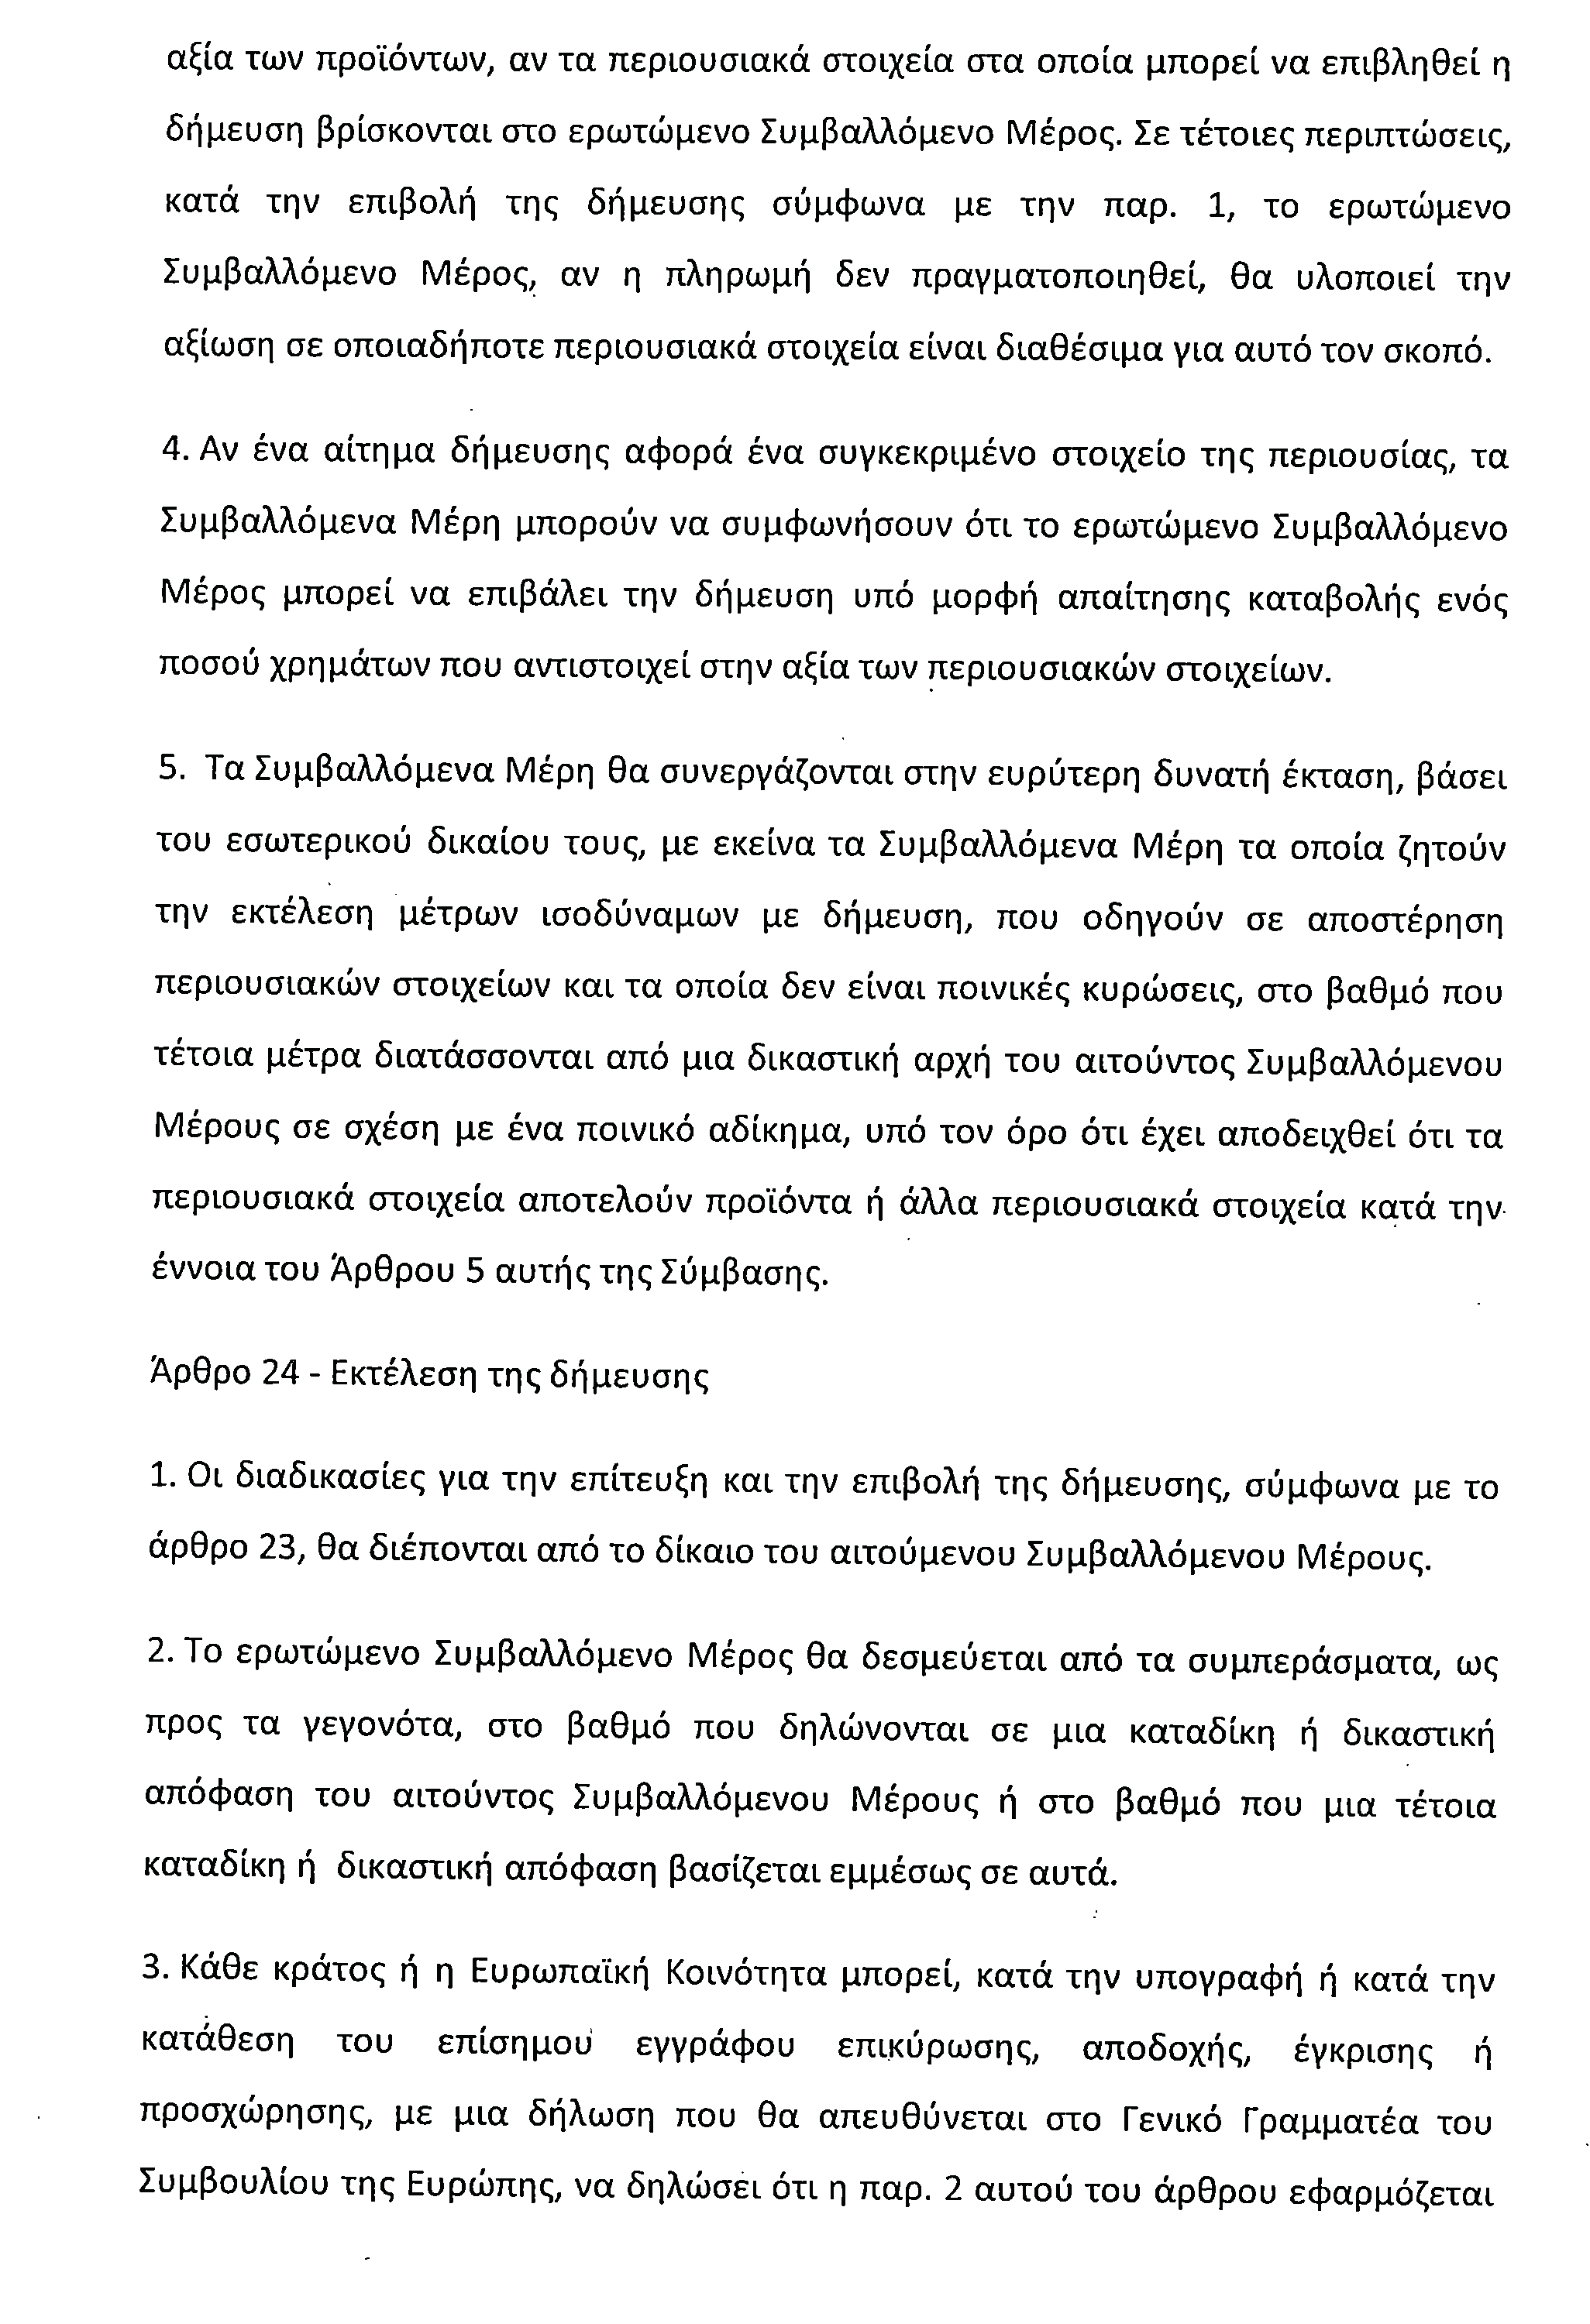 αξία των προϊόντων, αν τα περιουσιακά στοιχεία στα οποία μπορεί να επιβληθεί η
δήμευση βρίσκονται στο ερωτώμενο Συμβαλλόμενο Μέρος. Σε τέτοιες περιπτώσεις,
κατά την επιβολή της δήμευσης σύμφωνα με την παρ. 1, το ερωτώμενο
Συμβαλλόμενο Μέρος, αν η πληρωμή δεν πραγματοποιηθεί, θα υλοποιεί την
αξίωση σε οποιαδήποτε περιουσιακά στοιχεία είναι διαθέσιμα για αυτό τον σκοπό.
4. Αν ένα αίτημα δήμευσης αφορά ένα συγκεκριμένο στοιχείο της περιουσίας, τα
Συμβαλλόμενα Μέρη μπορούν να συμφωνήσουν ότι το ερωτώμενο Συμβαλλόμενο
Μέρος μπορεί να επιβάλει την δήμευση υπό μορφή απαίτησης καταβολής ενός
ποσού χρημάτων που αντιστοιχεί στην αξία των περιουσιακών στοιχείων.
5. Τα Συμβαλλόμενα Μέρη θα συνεργάζονται στην ευρύτερη δυνατή έκταση, βάσει
του εσωτερικού δικαίου τους, με εκείνα τα Συμβαλλόμενα Μέρη τα οποία ζητούν
την εκτέλεση μέτρων ισοδύναμων με δήμευση, που οδηγούν σε αποστέρηση
περιουσιακών στοιχείων και τα οποία δεν είναι ποινικές κυρώσεις, στο βαθμό που
τέτοια μέτρα διατάσσονται από μια δικαστική αρχή του αιτούντος Συμβαλλόμενου
Μέρους σε σχέση με ένα ποινικό αδίκημα, υπό τον όρο ότι έχει αποδειχθεί ότι τα
περιουσιακά στοιχεία αποτελούν προϊόντα ή άλλα περιουσιακά στοιχεία κατά την
έννοια του Άρθρου 5 αυτής της Σύμβασης.
Άρθρο 24 - Εκτέλεση της δήμευσης
1. Οι διαδικασίες για την επίτευξη και την επιβολή της δήμευσης, σύμφωνα με το
άρθρο 23, θα διέπονται από το δίκαιο του αιτούμενου Συμβαλλόμενου Μέρους.
2. Το ερωτώμενο Συμβαλλόμενο Μέρος θα δεσμεύεται από τα συμπεράσματα, ως
προς τα γεγονότα, στο βαθμό που δηλώνονται σε μια καταδίκη ή δικαστική
απόφαση του αιτούντος Συμβαλλόμενου Μέρους ή στο βαθμό που μια τέτοια
καταδίκη ή δικαστική απόφαση βασίζεται εμμέσως σε αυτά.
3. Κάθε κράτος ή η Ευρωπαϊκή Κοινότητα μπορεί, κατά την υπογραφή ή κατά την
κατάθεση του επίσημου εγγράφου επικύρωσης, αποδοχής, έγκρισης ή
προσχώρησης, με μια δήλωση που θα απευθύνεται στο Γενικό Γραμματέα του
Συμβουλίου της Ευρώπης, να δηλώσει ότι η παρ. 2 αυτού του άρθρου εφαρμόζεται